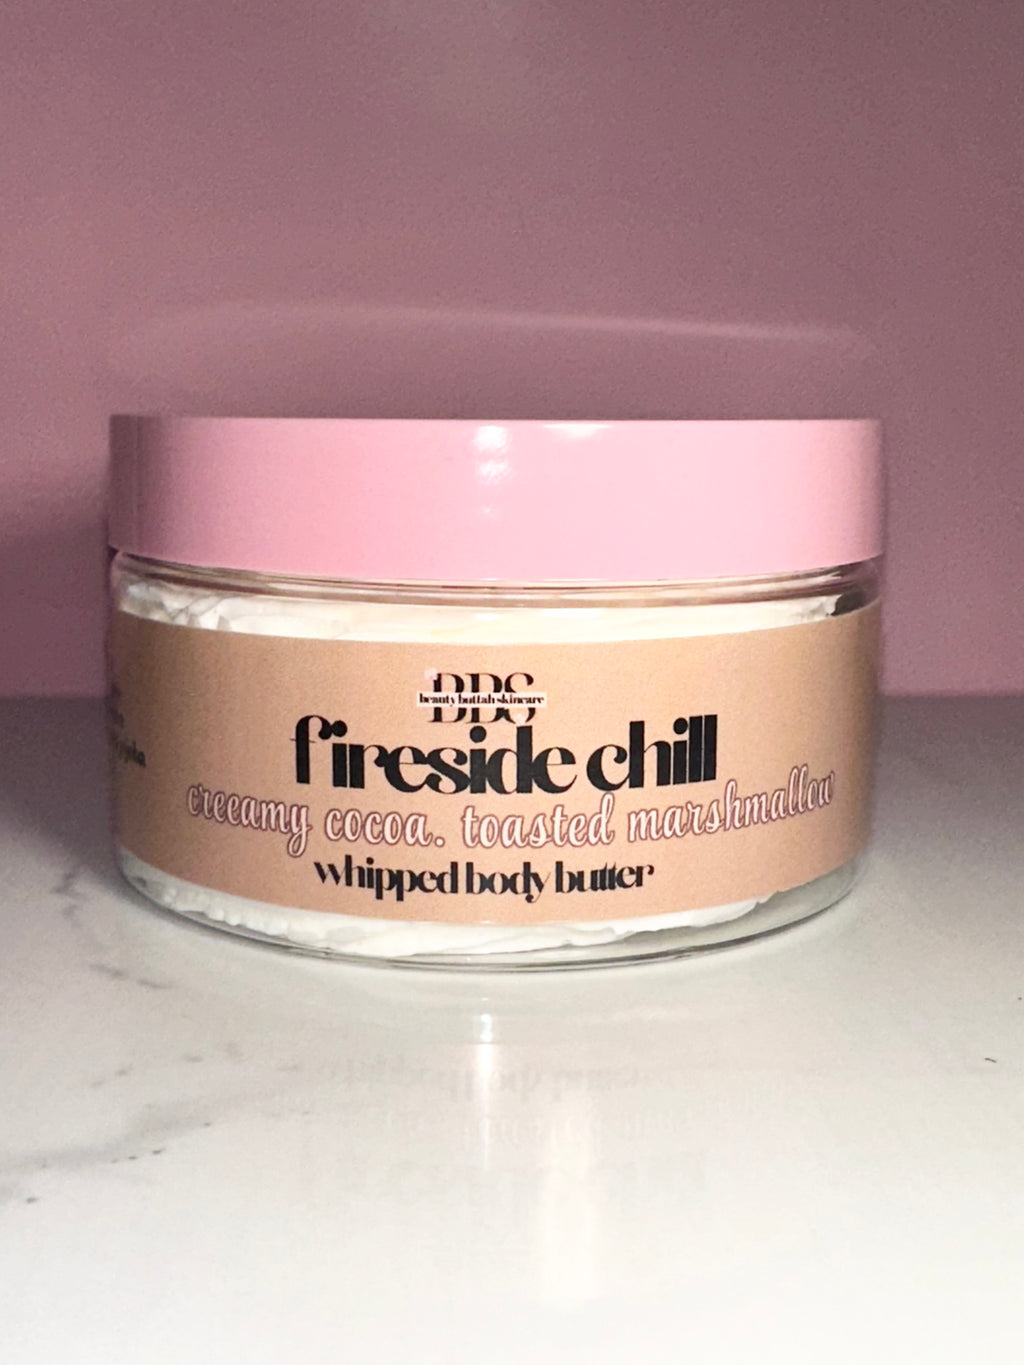 BBS
beauty buttah skincare
fireside chill
creeamy cocoa. toasted marshmallow
whipped body butter